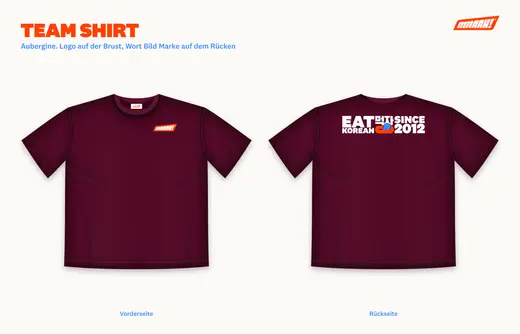 TEAM SHIRT
Aubergine. Logo auf der Brust, Wort Bild Marke auf dem Rücken
EAT
KOREAN
SINCE
2012
Vorderseite
Rückseite